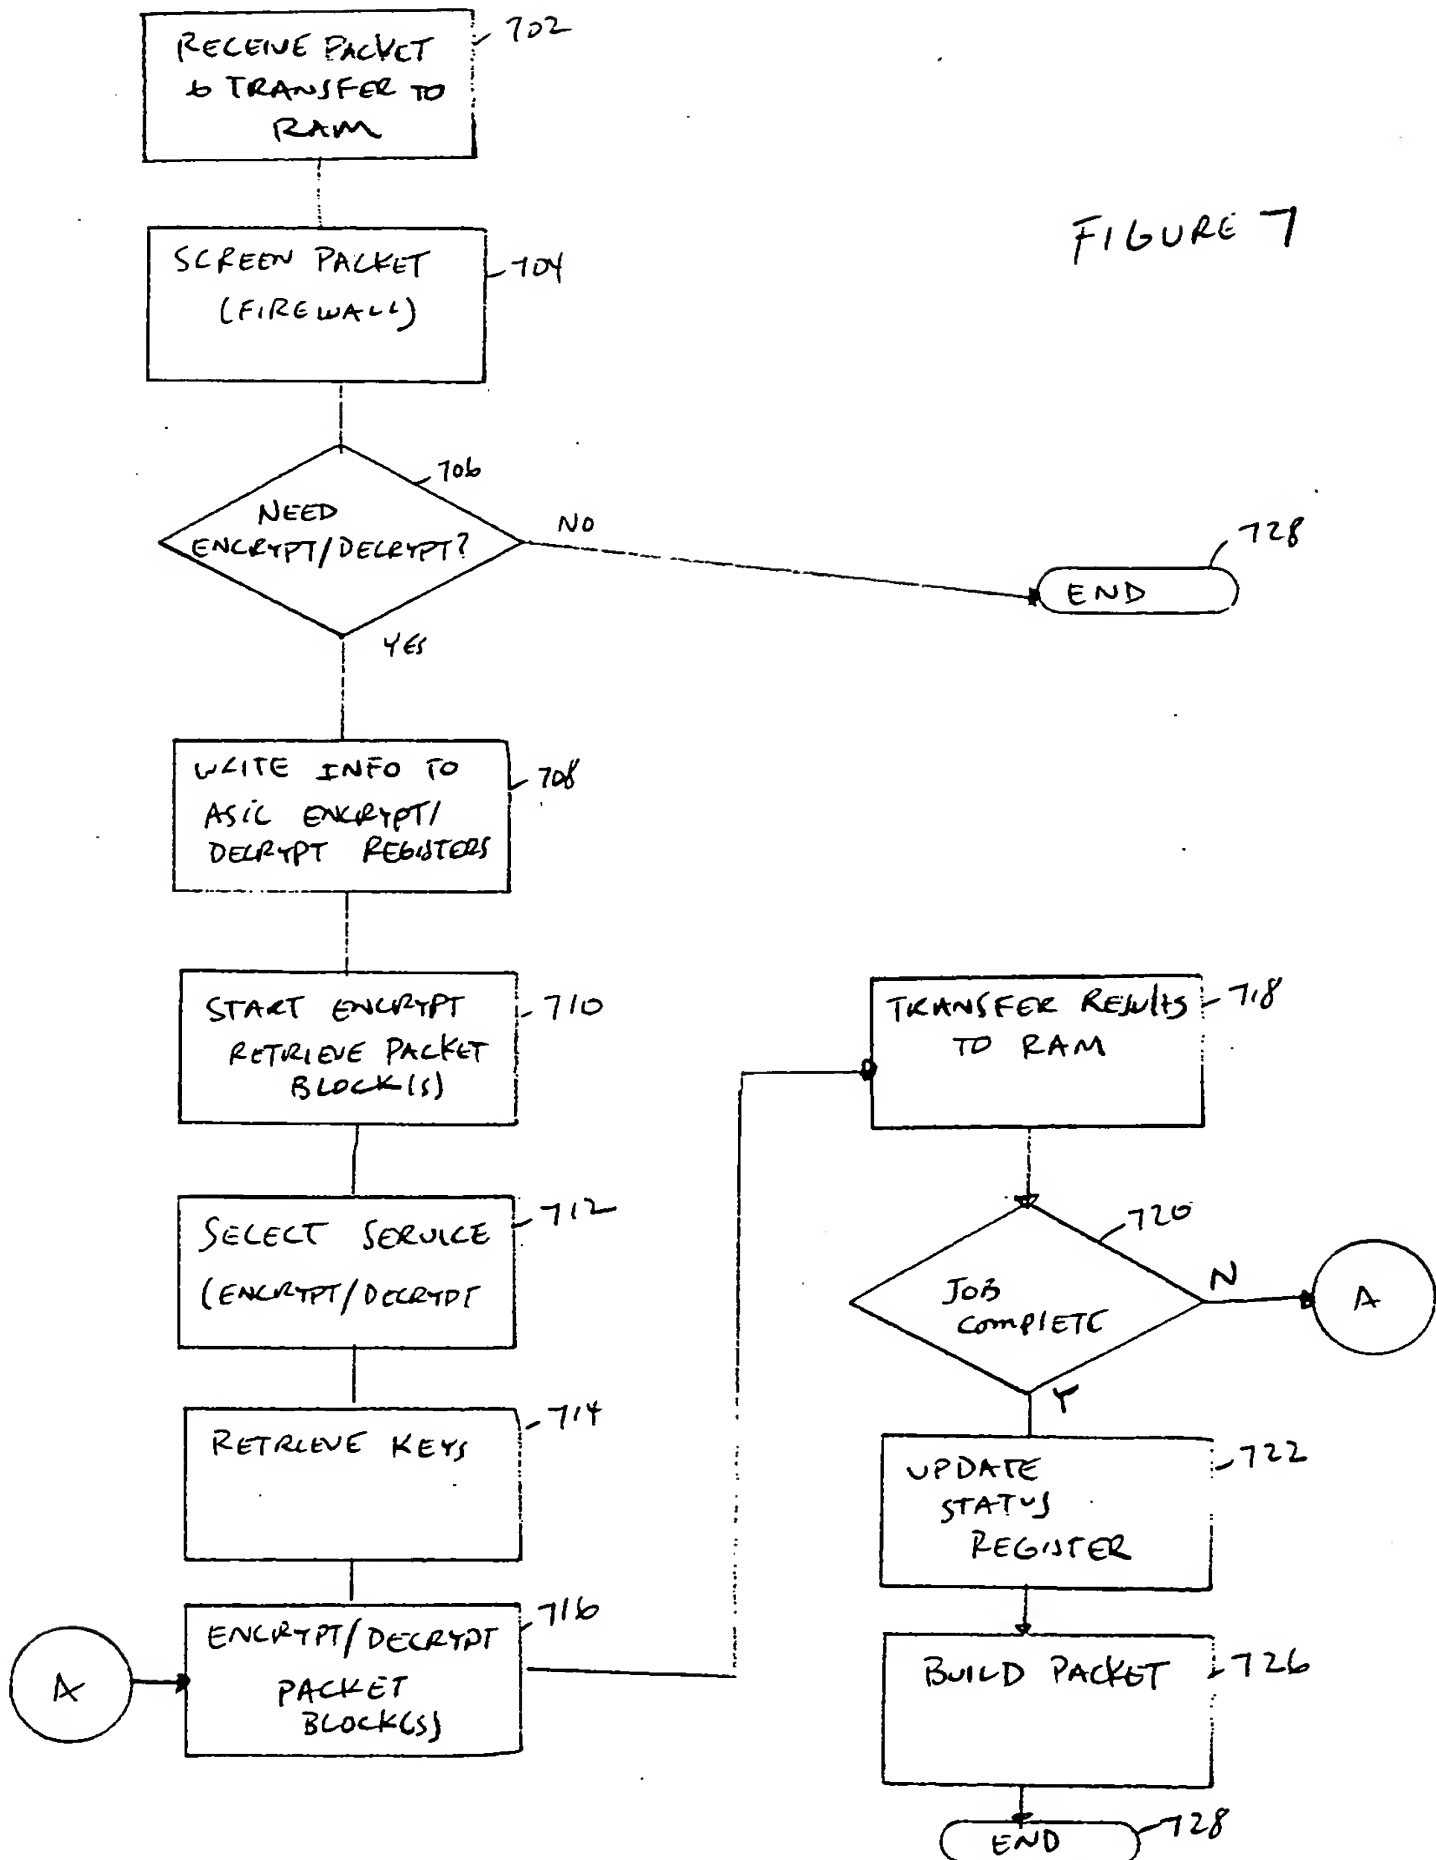 RECEIVE PACKET
& TRANSFER TO
RAM
702
FIGURE 7
SCREEN PACKET
(FIREWALL)
704
706
NEED
ENCRYPT/DECRYPT?
NO
YES
728
END
WRITE INFO TO
ASIC ENCRYPT/
DECRYPT REGISTERS
708
START ENCRYPT
RETRIEVE PACKET
BLOCK(S)
710
SELECT SERVICE
(ENCRYPT/DECRYPT
712
RETRIEVE KEYS
714
A
ENCRYPT/DECRYPT
PACKET
BLOCK(S)
716
TRANSFER RESULTS
TO RAM
718
720
JOB
COMPLETE
N
A
Y
UPDATE
STATUS
REGISTER
722
BUILD PACKET
726
END
728